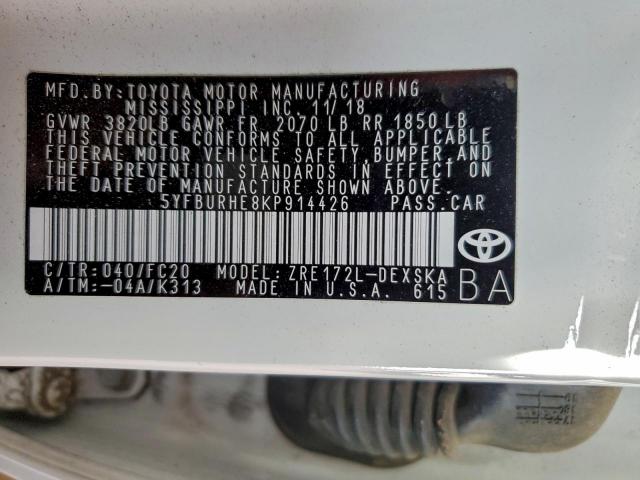 MFD. BY: TOYOTA MOTOR MANUFACTURING
MISSISSIPPI INC. 11/18
GVWR 3820LB GAWR FR. 2070 LB RR 1850 LB
THIS VEHICLE CONFORMS TO ALL APPLICABLE
FEDERAL MOTOR VEHICLE SAFETY, BUMPER, AND
THEFT PREVENTION STANDARDS IN EFFECT ON
THE DATE OF MANUFACTURE SHOWN ABOVE.
5YFBURHE8KP914426 PASS. CAR
C/TR: 040/FC20 MODEL: ZRE172L-DEXSKA
A/TM: -04A/K313 MADE IN U.S.A. 615 BA